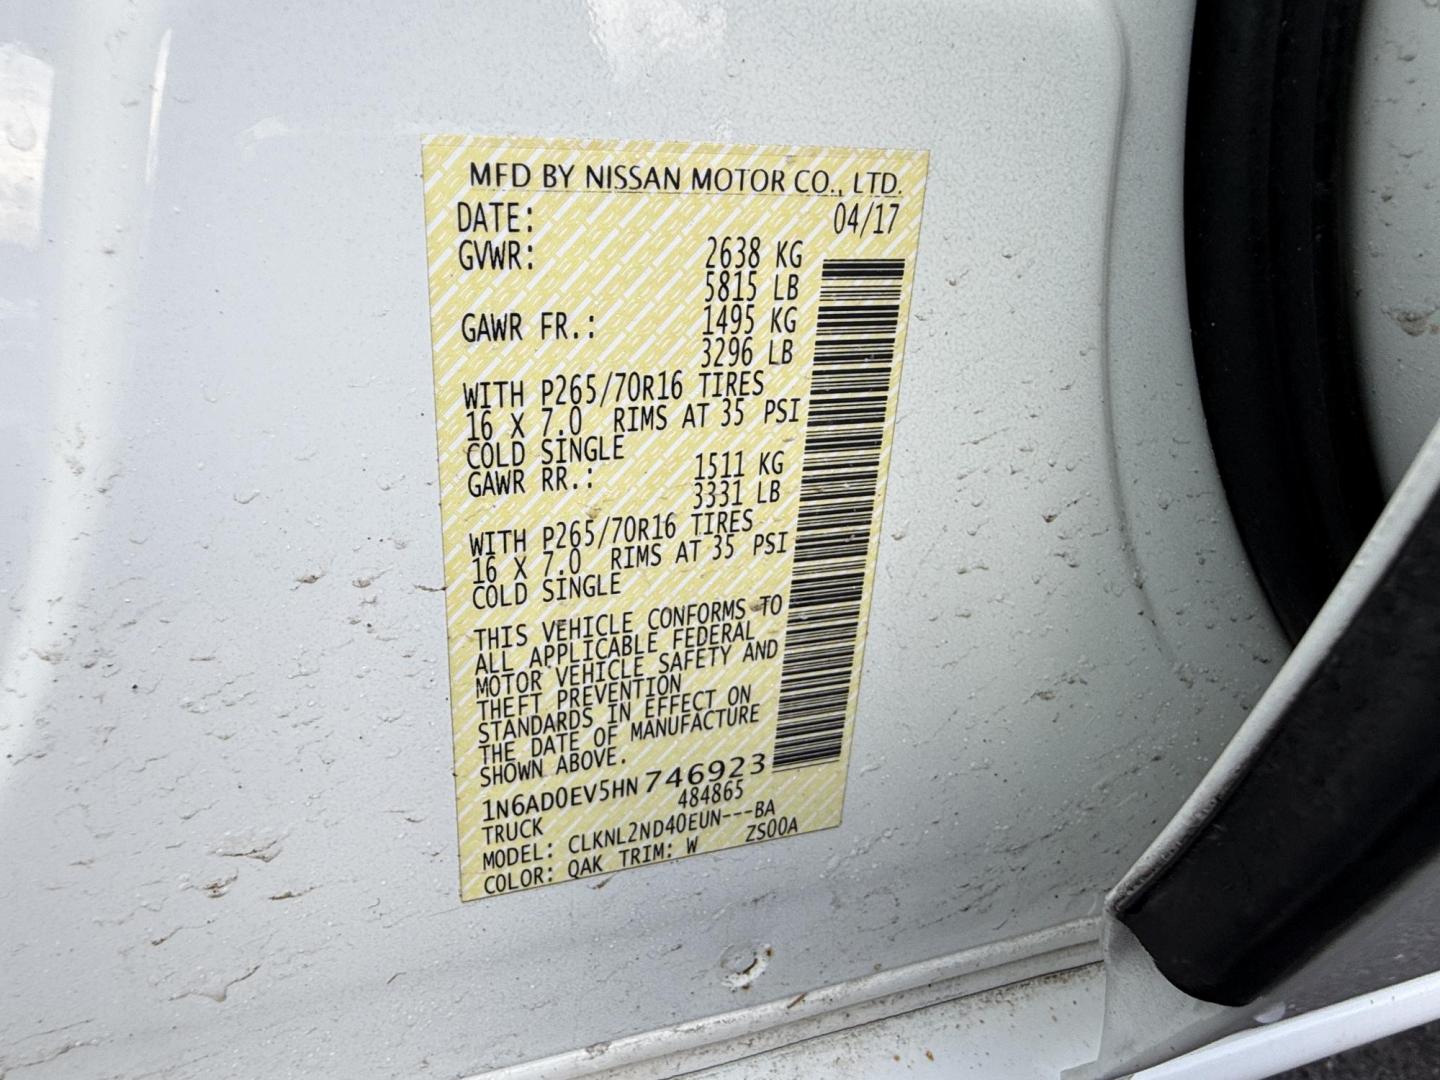 MFD BY NISSAN MOTOR CO., LTD.
DATE: 04/17
GVWR: 2638 KG
5815 LB
GAWR FR.: 1495 KG
3296 LB
WITH P265/70R16 TIRES
16 X 7.0 RIMS AT 35 PSI
COLD SINGLE
GAWR RR.: 1511 KG
3331 LB
WITH P265/70R16 TIRES
16 X 7.0 RIMS AT 35 PSI
COLD SINGLE
THIS VEHICLE CONFORMS TO
ALL APPLICABLE FEDERAL
MOTOR VEHICLE SAFETY AND
THEFT PREVENTION
STANDARDS IN EFFECT ON
THE DATE OF MANUFACTURE
SHOWN ABOVE.
1N6AD0EV5HN746923
TRUCK 484865
MODEL: CLKNL2ND40EUN---BA
COLOR: QAK TRIM: W ZS00A